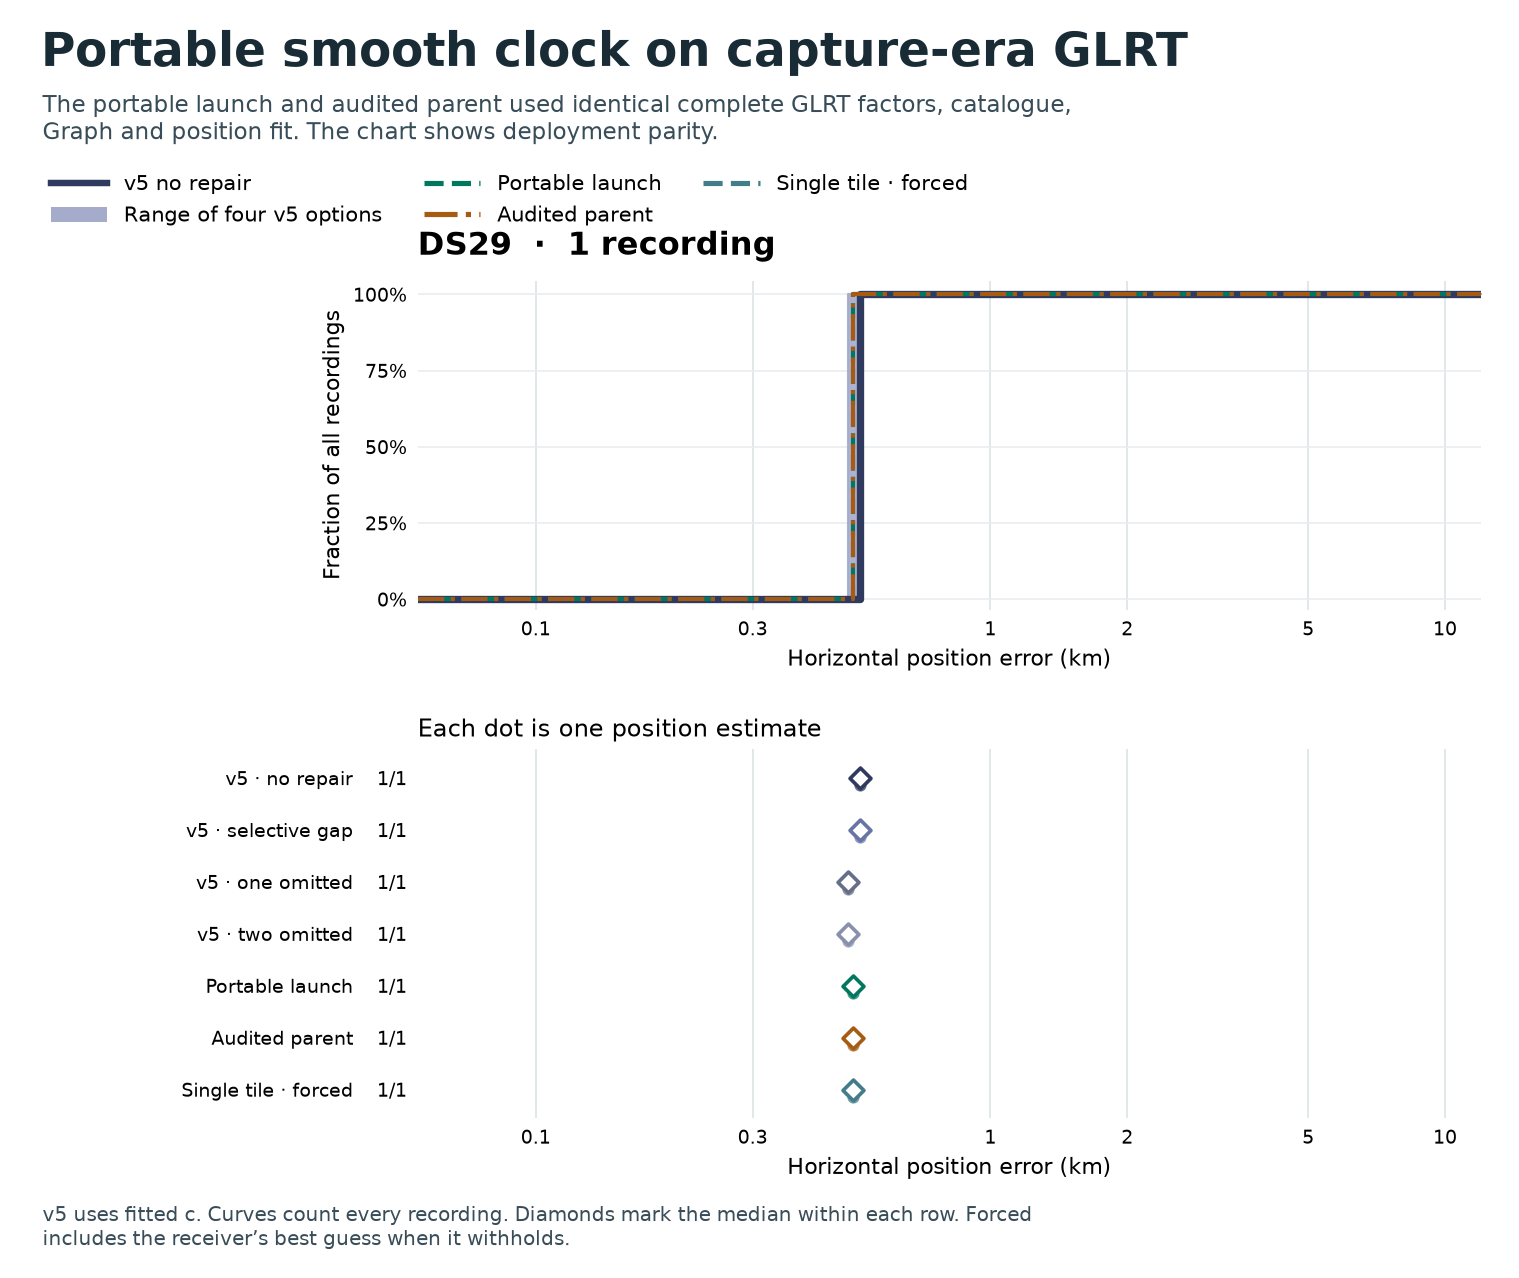 Portable smooth clock on capture-era GLRT
The portable launch and audited parent used identical complete GLRT factors, catalogue,
Graph and position fit. The chart shows deployment parity.
v5 no repair
Portable launch
Single tile · forced
Range of four v5 options
Audited parent
DS29 · 1 recording
100%
75%
50%
25%
0%
Fraction of all recordings
0.1 0.3 1 2 5 10
Horizontal position error (km)
Each dot is one position estimate
v5 · no repair 1/1
v5 · selective gap 1/1
v5 · one omitted 1/1
v5 · two omitted 1/1
Portable launch 1/1
Audited parent 1/1
Single tile · forced 1/1
0.1 0.3 1 2 5 10
Horizontal position error (km)
v5 uses fitted c. Curves count every recording. Diamonds mark the median within each row. Forced
includes the receiver’s best guess when it withholds.